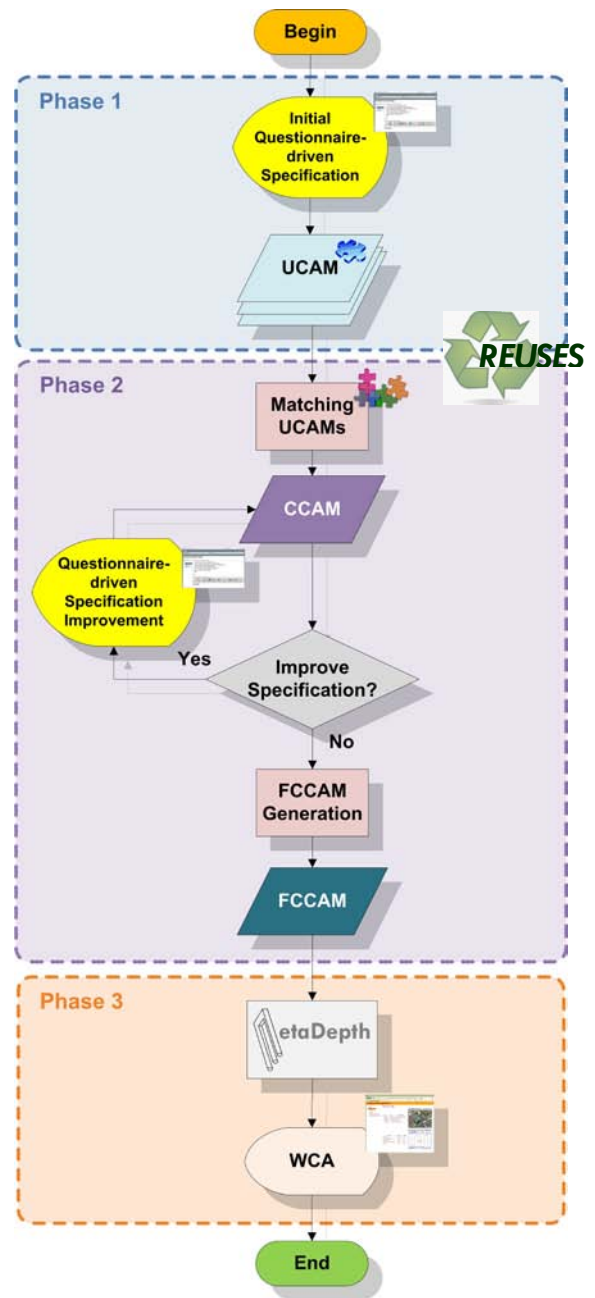 Begin
Phase 1
Initial
Questionnaire-
driven
Specification
UCAM
REUSES
Phase 2
Matching
UCAMs
CCAM
Questionnaire-
driven
Specification
Improvement
Yes
Improve
Specification?
No
FCCAM
Generation
FCCAM
Phase 3
etaDepth
WCA
End